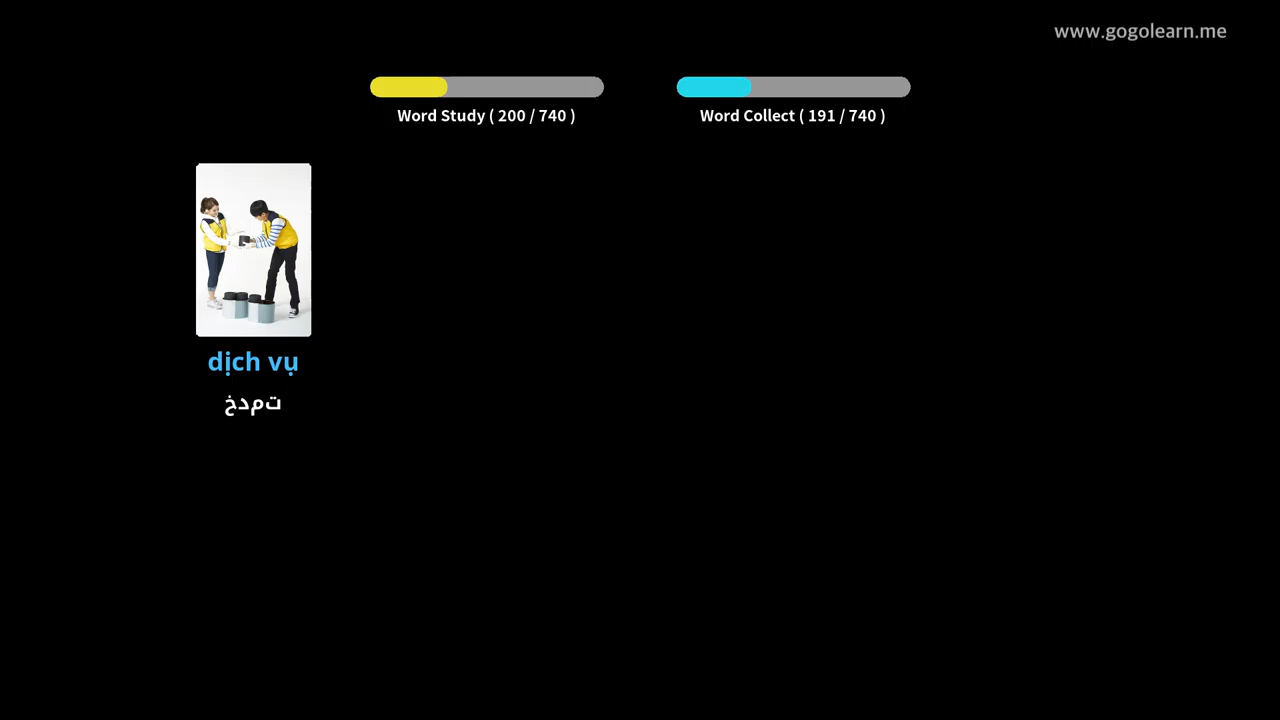 www.gogolearn.me
Word Study ( 200 / 740 )
Word Collect ( 191 / 740 )
dịch vụ
خدمت